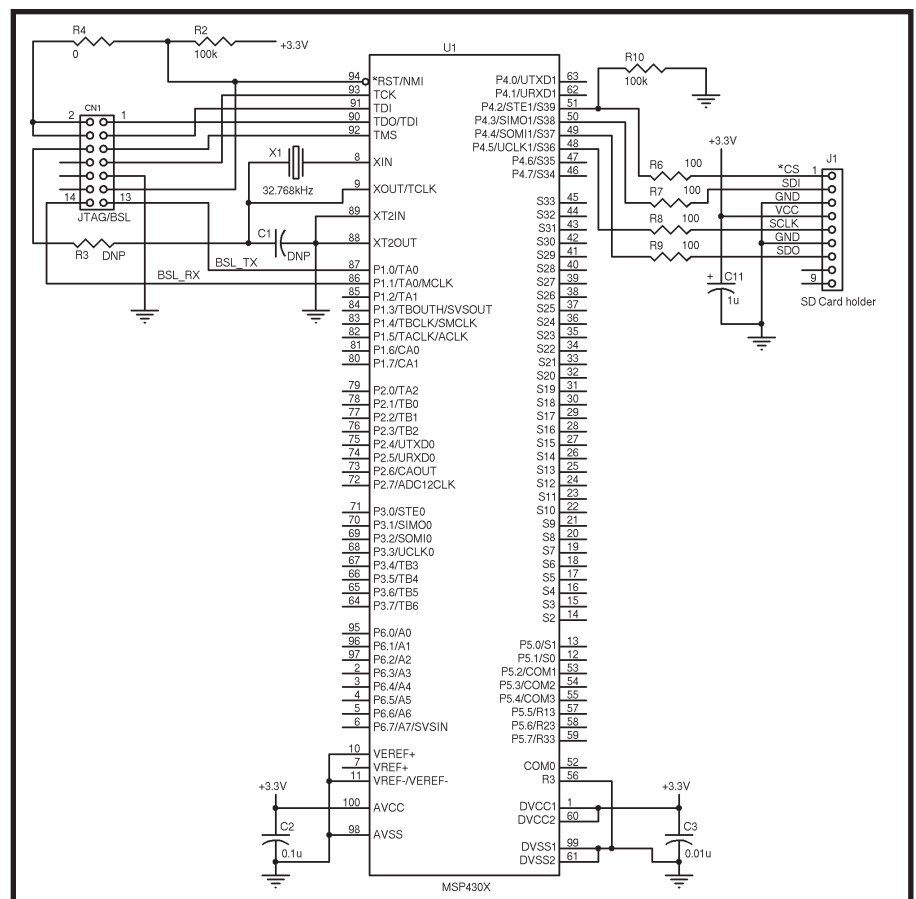 R4
0
R2
100k
+3.3V
U1
R10
100k
CN1
2
1
14
13
JTAG/BSL
R3
DNP
X1
32.768kHz
C1
DNP
BSL_TX
BSL_RX
94 *RST/NMI
93 TCK
91 TDI
90 TDO/TDI
92 TMS
8 XIN
9 XOUT/TCLK
89 XT2IN
88 XT2OUT
87 P1.0/TA0
86 P1.1/TA0/MCLK
85 P1.2/TA1
84 P1.3/TBOUTH/SVSOUT
83 P1.4/TBCLK/SMCLK
82 P1.5/TACLK/ACLK
81 P1.6/CA0
80 P1.7/CA1
79 P2.0/TA2
78 P2.1/TB0
77 P2.2/TB1
76 P2.3/TB2
75 P2.4/UTXD0
74 P2.5/URXD0
73 P2.6/CAOUT
72 P2.7/ADC12CLK
71 P3.0/STE0
70 P3.1/SIMO0
69 P3.2/SOMI0
68 P3.3/UCLK0
67 P3.4/TB3
66 P3.5/TB4
65 P3.6/TB5
64 P3.7/TB6
95 P6.0/A0
96 P6.1/A1
97 P6.2/A2
2 P6.3/A3
3 P6.4/A4
4 P6.5/A5
5 P6.6/A6
6 P6.7/A7/SVSIN
10 VEREF+
7 VREF+
11 VREF-/VEREF-
100 AVCC
98 AVSS
+3.3V
C2
0.1u
P4.0/UTXD1 63
P4.1/URXD1 62
P4.2/STE1/S39 51
P4.3/SIMO1/S38 50
P4.4/SOMI1/S37 49
P4.5/UCLK1/S36 48
P4.6/S35 47
P4.7/S34 46
S33 45
S32 44
S31 43
S30 42
S29 41
S28 40
S27 39
S26 38
S25 37
S24 36
S23 35
S22 34
S21 33
S20 32
S19 31
S18 30
S17 29
S16 28
S15 27
S14 26
S13 25
S12 24
S11 23
S10 22
S9 21
S8 20
S7 19
S6 18
S5 17
S4 16
S3 15
S2 14
P5.0/S1 13
P5.1/S0 12
P5.2/COM1 53
P5.3/COM2 54
P5.4/COM3 55
P5.5/R13 57
P5.6/R23 58
P5.7/R33 59
COM0 52
R3 56
DVCC1 1
DVCC2 60
DVSS1 99
DVSS2 61
MSP430X
+3.3V
C3
0.01u
+3.3V
R6 100
R7 100
R8 100
R9 100
+ C11
1u
J1
*CS 1
SDI
GND
VCC
SCLK
GND
SDO
9
SD Card holder